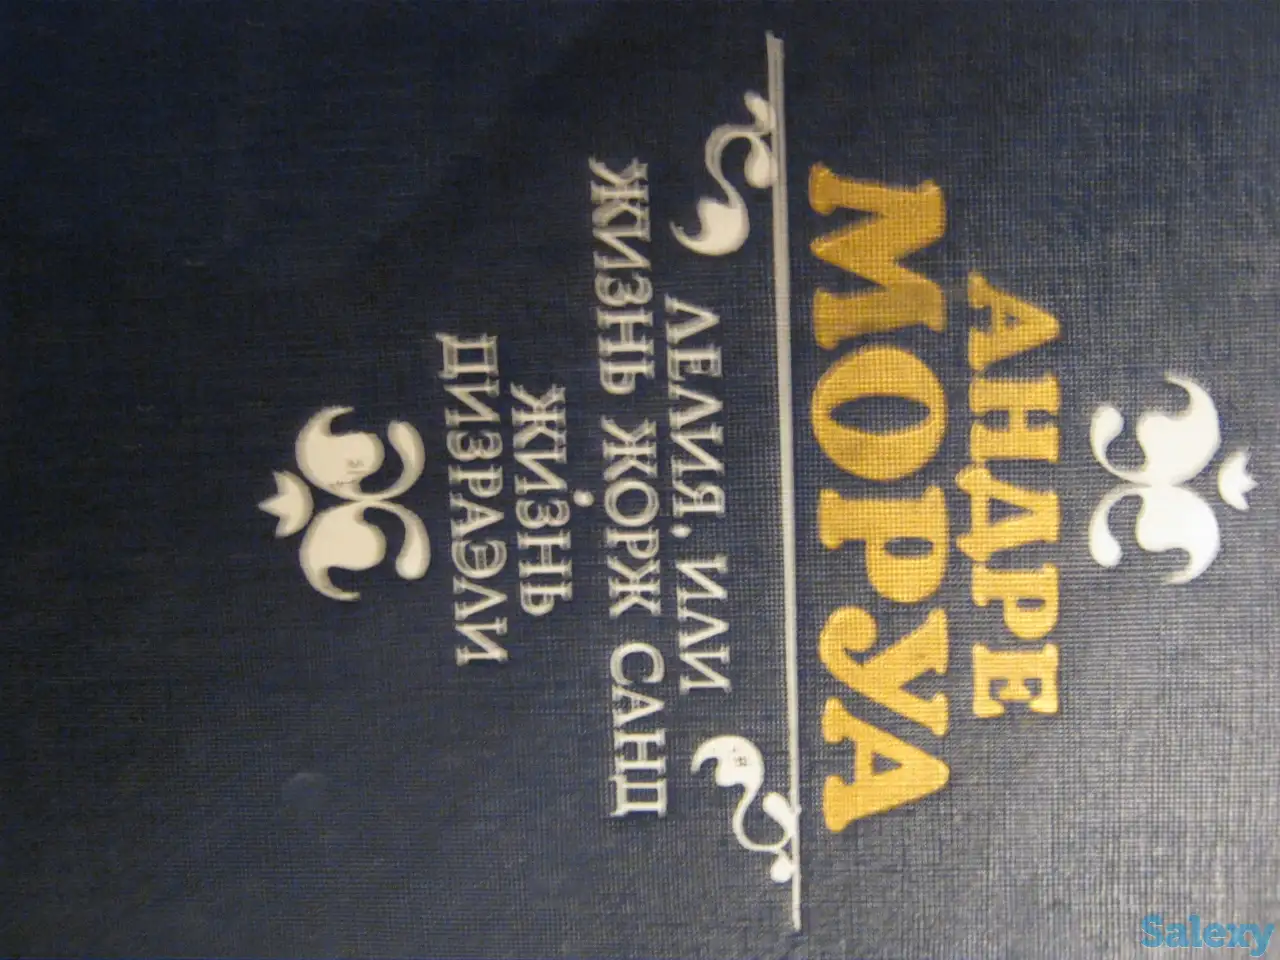 АНДРЕ
МОРУА
ЛЕЛИЯ, ИЛИ
ЖИЗНЬ ЖОРЖ САНД
ЖИЗНЬ
ДИЗРАЭЛИ
Salexy